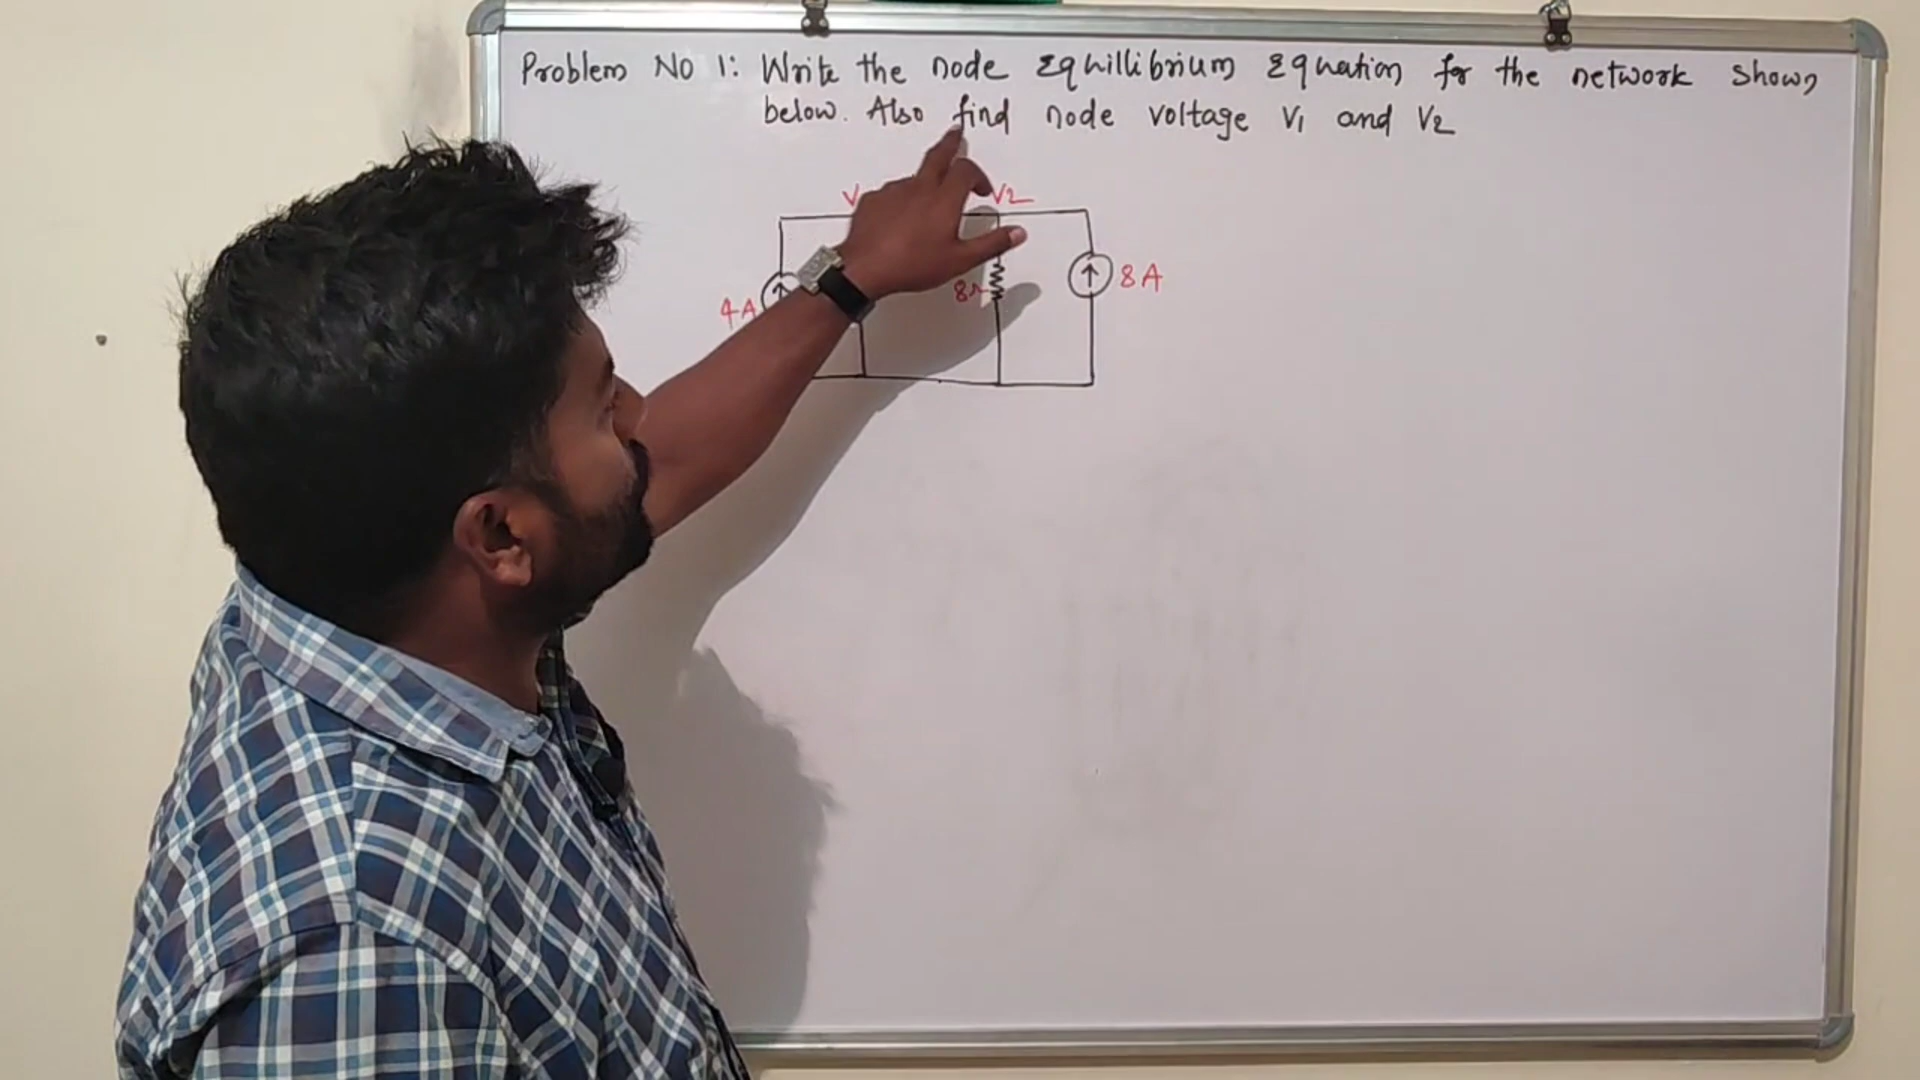 Problem No 1: Write the node Equillibrium Equation for the network shown
below. Also find node voltage V1 and V2
V
V2
4A
8Ω
8A